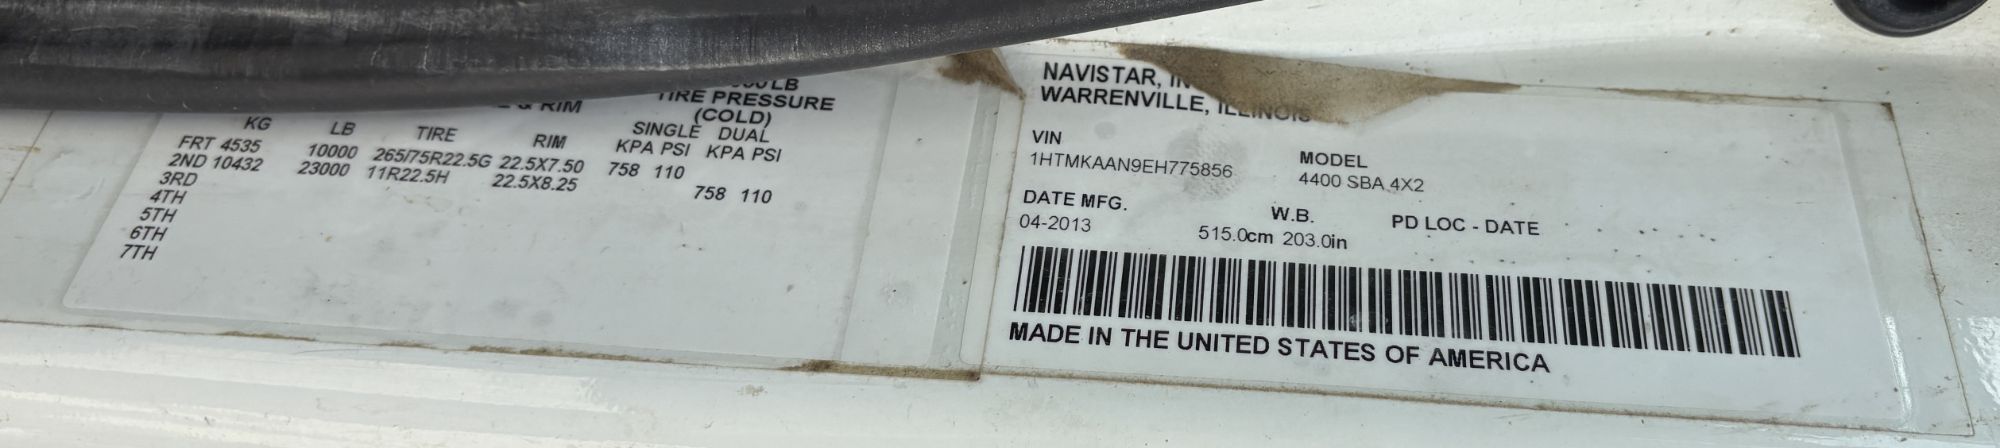 LB
& RIM
TIRE PRESSURE
(COLD)
KG LB TIRE RIM SINGLE DUAL
KPA PSI KPA PSI
FRT 4535 10000 265/75R22.5G 22.5X7.50 758 110
2ND 10432 23000 11R22.5H 22.5X8.25 758 110
3RD
4TH
5TH
6TH
7TH
NAVISTAR,
WARRENVILLE, ILLINOIS
VIN MODEL
1HTMKAAN9EH775856 4400 SBA 4X2
DATE MFG. W.B. PD LOC - DATE
04-2013 515.0cm 203.0in
MADE IN THE UNITED STATES OF AMERICA